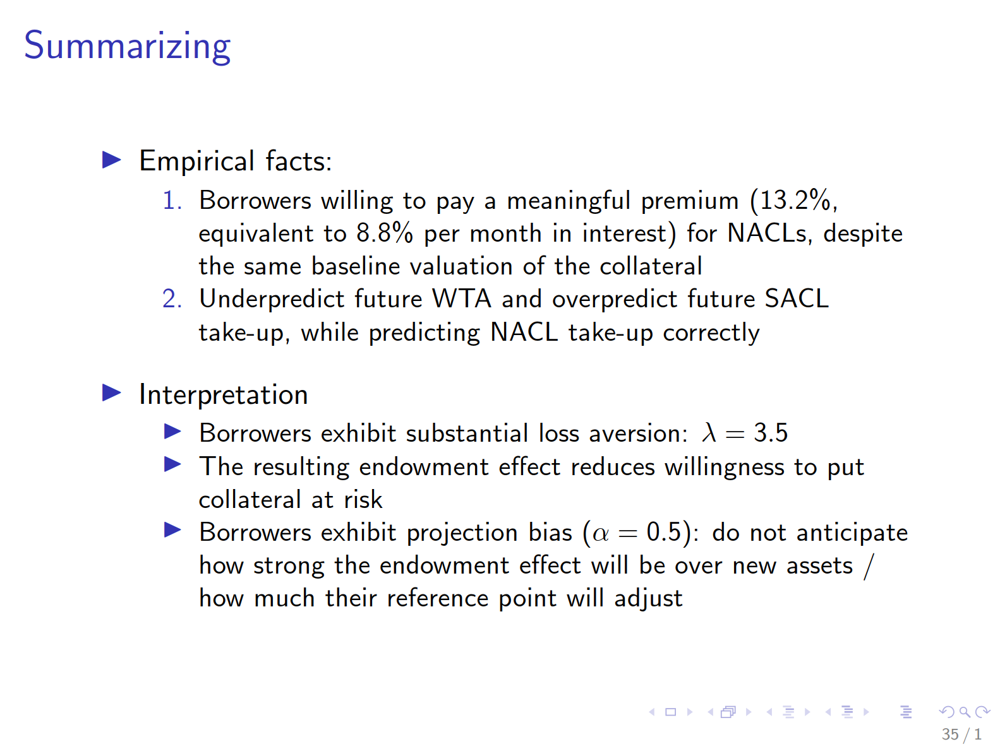 Summarizing
Empirical facts:
1. Borrowers willing to pay a meaningful premium (13.2%,
equivalent to 8.8% per month in interest) for NACLs, despite
the same baseline valuation of the collateral
2. Underpredict future WTA and overpredict future SACL
take-up, while predicting NACL take-up correctly
Interpretation
Borrowers exhibit substantial loss aversion: λ = 3.5
The resulting endowment effect reduces willingness to put
collateral at risk
Borrowers exhibit projection bias (α = 0.5): do not anticipate
how strong the endowment effect will be over new assets /
how much their reference point will adjust
35 / 1